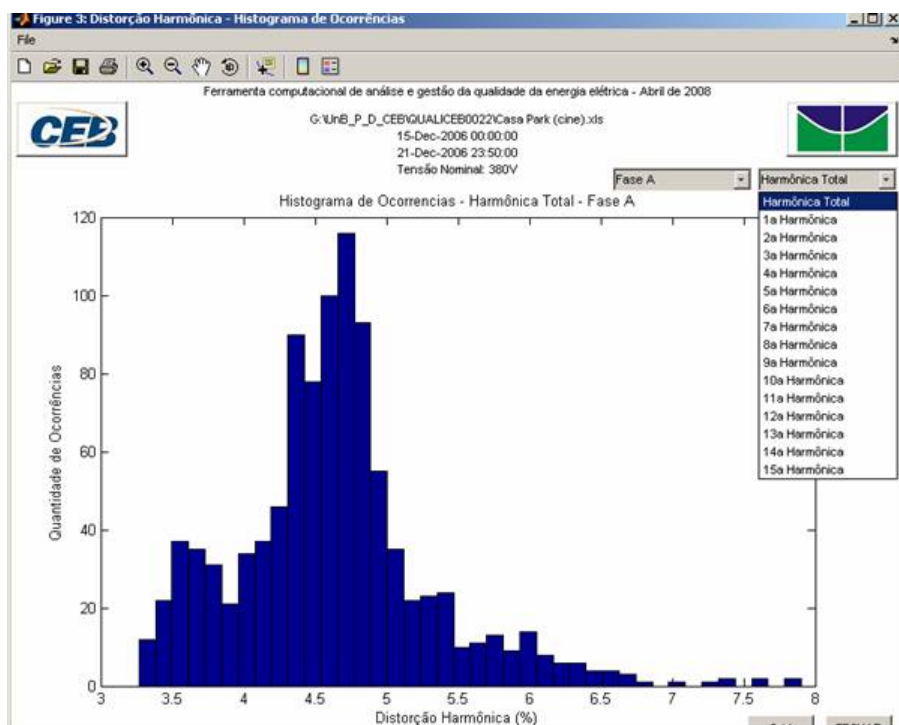 Figure 3: Distorção Harmônica - Histograma de Ocorrências
File
Ferramenta computacional de análise e gestão da qualidade da energia elétrica - Abril de 2008
CEB
G:\UnB_P_D_CEB\QUALICEB0022\Casa Park (cine).xls
15-Dec-2006 00:00:00
21-Dec-2006 23:50:00
Tensão Nominal: 380V
Fase A
Harmônica Total
Histograma de Ocorrencias - Harmônica Total - Fase A
Harmônica Total
1a Harmônica
2a Harmônica
3a Harmônica
4a Harmônica
5a Harmônica
6a Harmônica
7a Harmônica
8a Harmônica
9a Harmônica
10a Harmônica
11a Harmônica
12a Harmônica
13a Harmônica
14a Harmônica
15a Harmônica
Quantidade de Ocorrências
120
100
80
60
40
20
0
3 3.5 4 4.5 5 5.5 6 6.5 7 7.5 8
Distorção Harmônica (%)